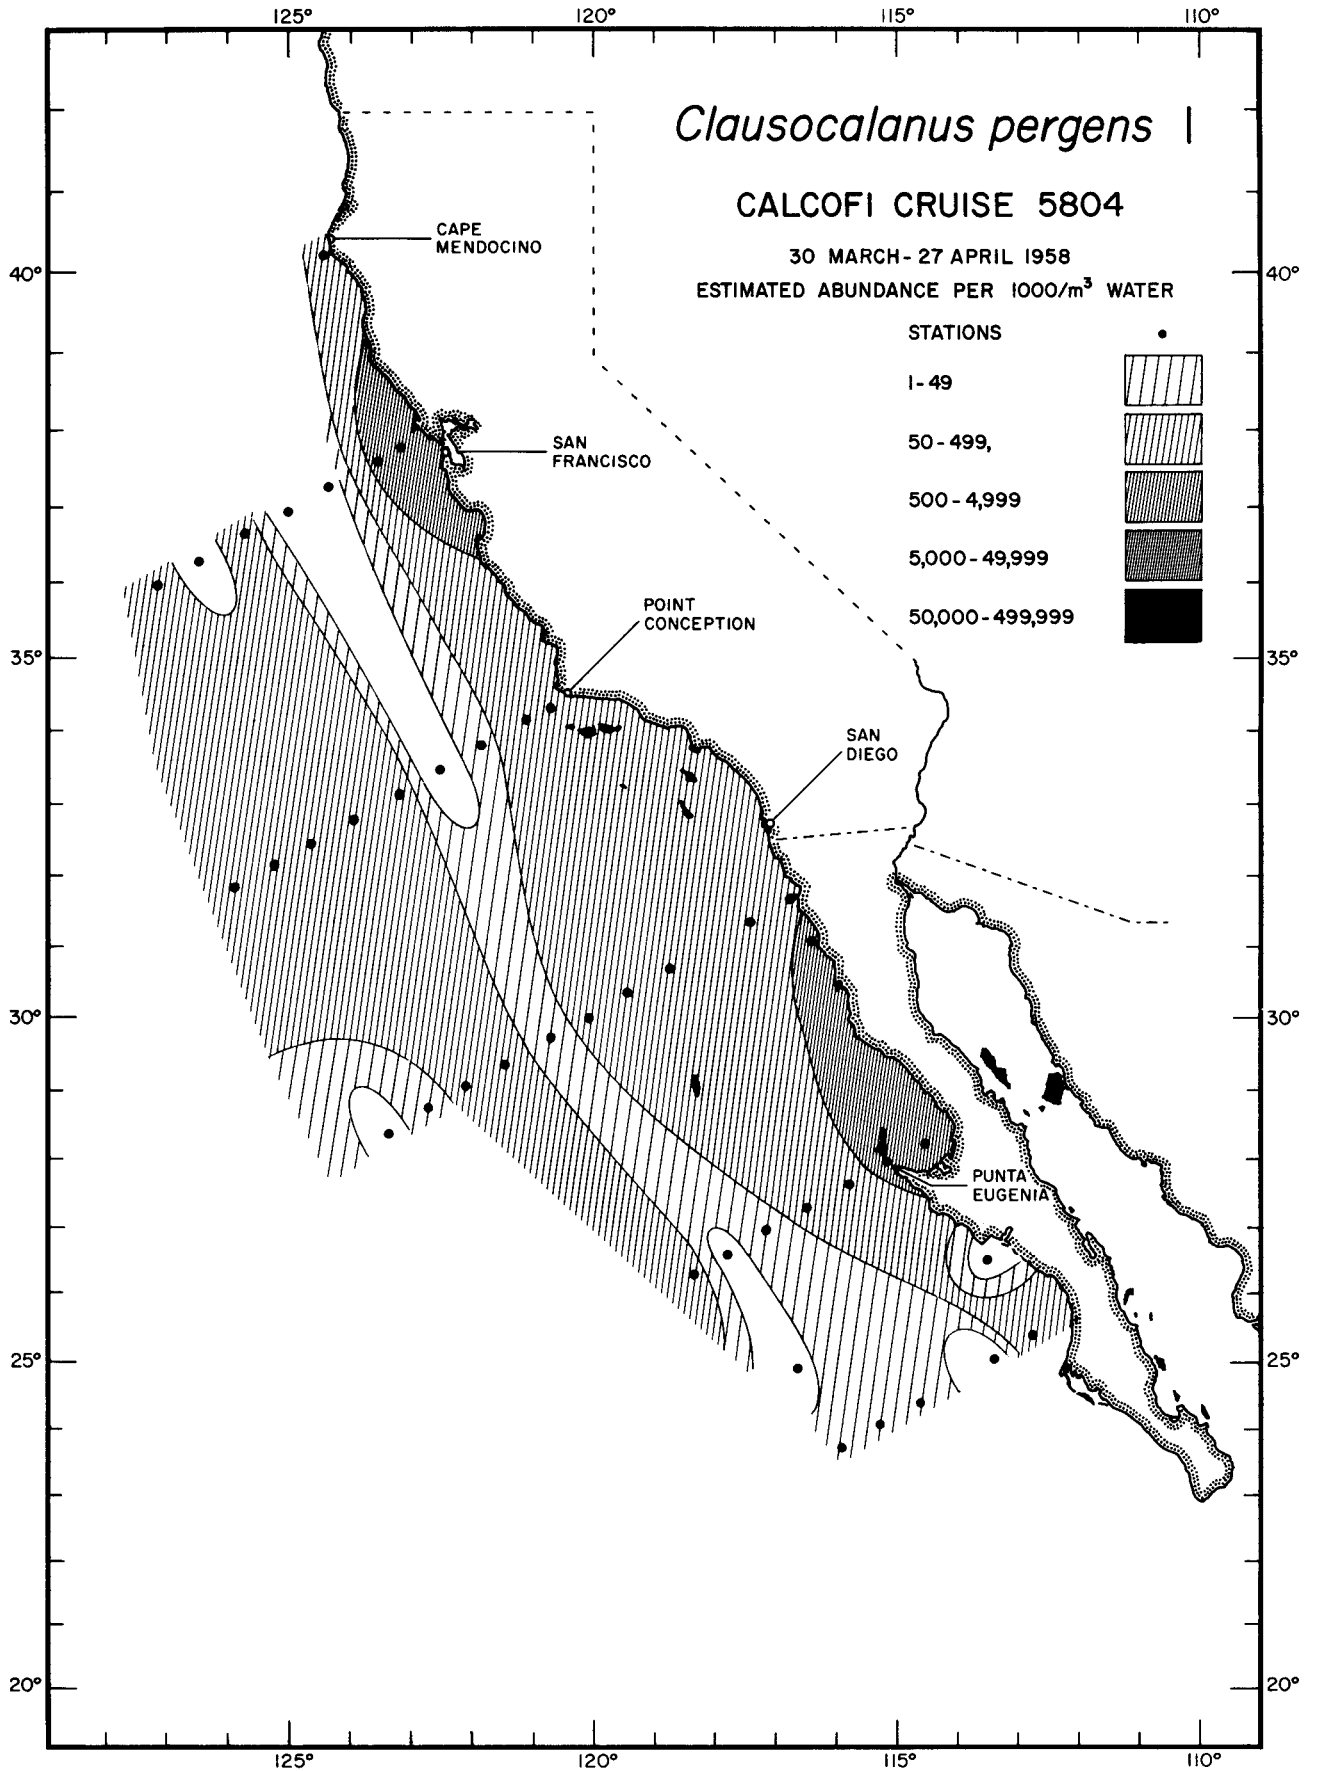 125° 120° 115° 110°
Clausocalanus pergens I
CALCOFI CRUISE 5804
30 MARCH - 27 APRIL 1958
ESTIMATED ABUNDANCE PER 1000/m³ WATER
STATIONS
1 - 49
50 - 499,
500 - 4,999
5,000 - 49,999
50,000 - 499,999
CAPE
MENDOCINO
40° 40°
SAN
FRANCISCO
POINT
CONCEPTION
35° 35°
SAN
DIEGO
30° 30°
PUNTA
EUGENIA
25° 25°
20° 20°
125° 120° 115° 110°